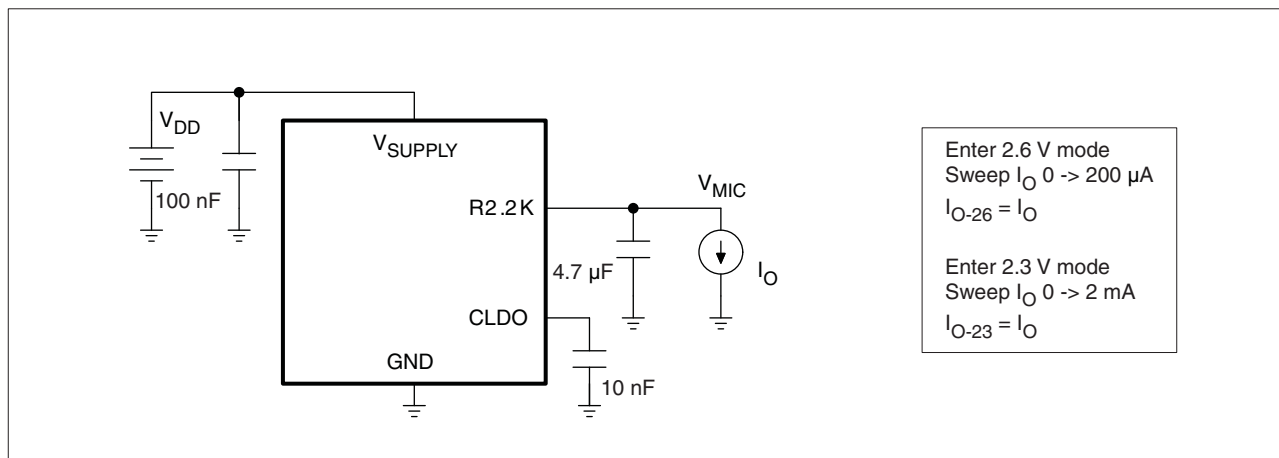 V_DD
100 nF
V_SUPPLY
R2.2K
CLDO
GND
V_MIC
4.7 µF
I_O
10 nF
Enter 2.6 V mode
Sweep I_O 0 -> 200 µA
I_O-26 = I_O
Enter 2.3 V mode
Sweep I_O 0 -> 2 mA
I_O-23 = I_O